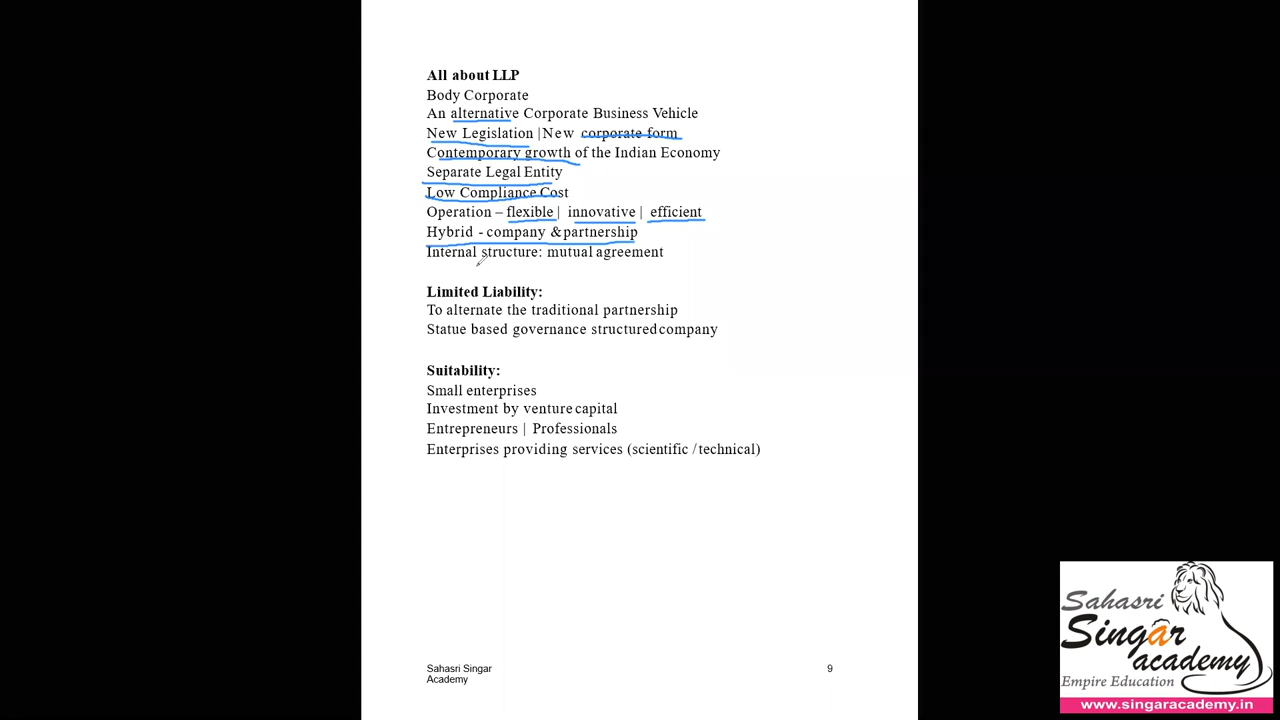 All about LLP
Body Corporate
An alternative Corporate Business Vehicle
New Legislation |New corporate form
Contemporary growth of the Indian Economy
Separate Legal Entity
Low Compliance Cost
Operation – flexible | innovative | efficient
Hybrid - company & partnership
Internal structure: mutual agreement
Limited Liability:
To alternate the traditional partnership
Statue based governance structured company
Suitability:
Small enterprises
Investment by venture capital
Entrepreneurs | Professionals
Enterprises providing services (scientific / technical)
Sahasri Singar
Academy
9
Sahasri
Singar
academy
Empire Education
www.singaracademy.in